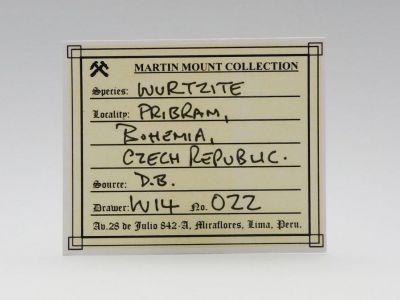 MARTIN MOUNT COLLECTION
Species: WURTZITE
Locality: PRIBRAM,
BOHEMIA,
CZECH REPUBLIC.
Source: D.B.
Drawer: W14 No. 022
Av.28 de Julio 842-A, Miraflores, Lima, Peru.